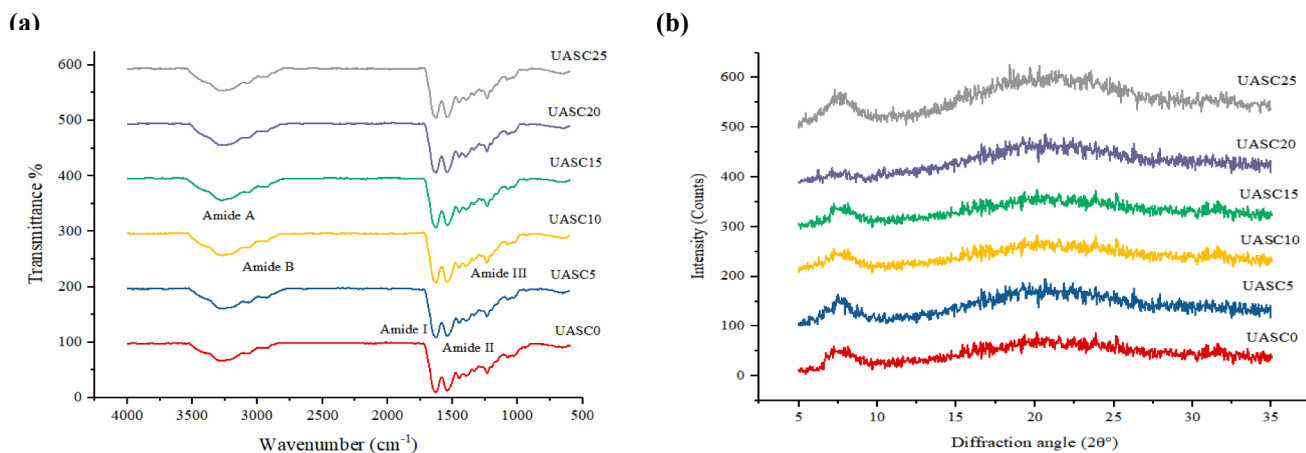 (a)
Transmittance %
600
500
400
300
200
100
0
UASC25
UASC20
UASC15
UASC10
UASC5
UASC0
Amide A
Amide B
Amide III
Amide I
Amide II
4000 3500 3000 2500 2000 1500 1000 500
Wavenumber (cm⁻¹)
(b)
Intensity (Counts)
600
500
400
300
200
100
0
UASC25
UASC20
UASC15
UASC10
UASC5
UASC0
5 10 15 20 25 30 35
Diffraction angle (2θ°)